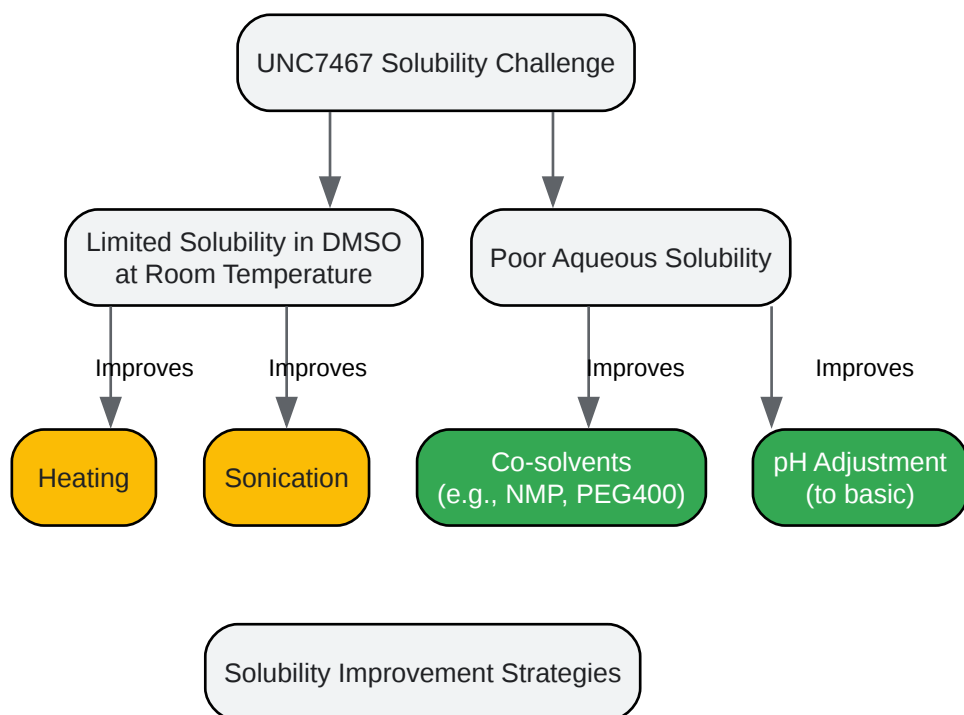 UNC7467 Solubility Challenge
Limited Solubility in DMSO
at Room Temperature
Poor Aqueous Solubility
Improves
Improves
Improves
Improves
Heating
Sonication
Co-solvents
(e.g., NMP, PEG400)
pH Adjustment
(to basic)
Solubility Improvement Strategies